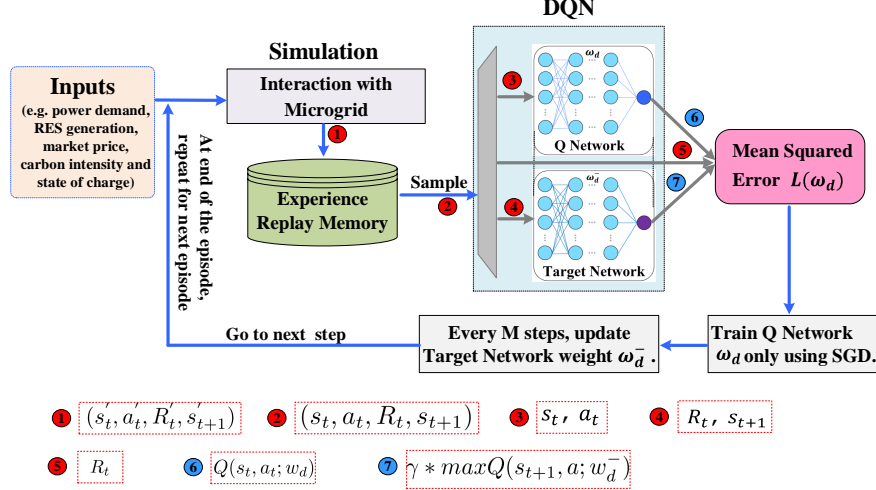 DQN
Simulation
Inputs
(e.g. power demand,
RES generation,
market price,
carbon intensity and
state of charge)
Interaction with
Microgrid
1
Experience
Replay Memory
Sample
2
3
ω_d
...
...
Q Network
4
ω_d^-
...
...
Target Network
6
5
7
Mean Squared
Error L(ω_d)
At end of the episode,
repeat for next episode
Go to next step
Every M steps, update
Target Network weight ω_d^- .
Train Q Network
ω_d only using SGD.
1 (s_t^', a_t^', R_t^', s_{t+1}^')
2 (s_t, a_t, R_t, s_{t+1})
3 s_t, a_t
4 R_t, s_{t+1}
5 R_t
6 Q(s_t, a_t; w_d)
7 γ * maxQ(s_{t+1}, a; w_d^-)